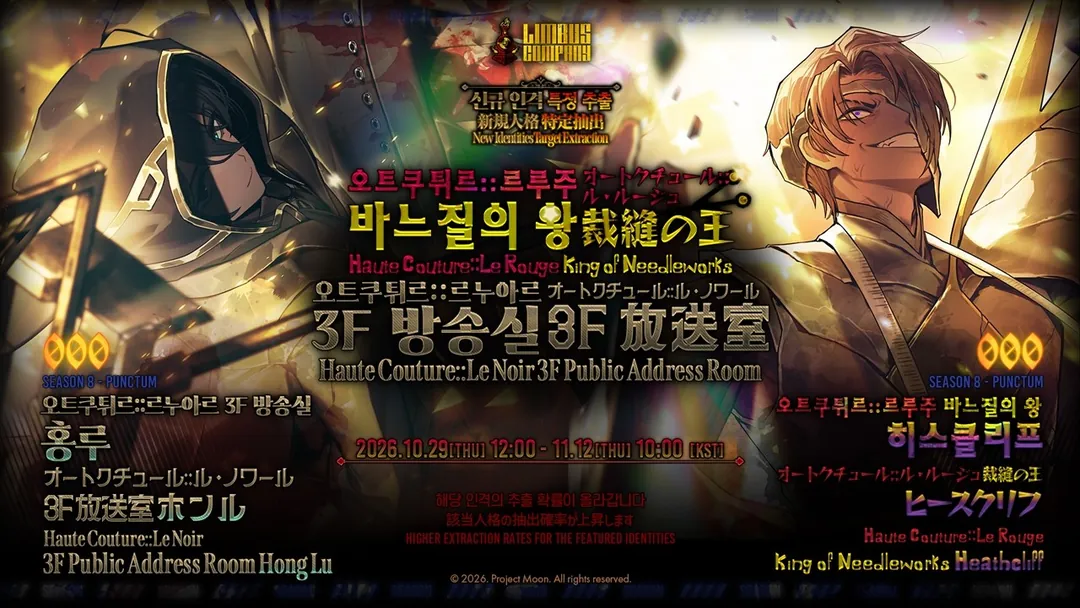 LIMBUS
COMPANY
신규 인격 특정 추출
新規人格 特定抽出
New Identities Target Extraction
오트쿠튀르::르루주 オートクチュール::
ル・ルージュ
바느질의 왕 裁縫の王
Haute Couture::Le Rouge King of Needleworks
오트쿠튀르::르누아르 オートクチュール::ル・ノワール
3F 방송실 3F 放送室
Haute Couture::Le Noir 3F Public Address Room
000
SEASON 8 - PUNCTUM
오트쿠튀르::르누아르 3F 방송실
홍루
オートクチュール::ル・ノワール
3F放送室 ホンル
Haute Couture::Le Noir
3F Public Address Room Hong Lu
000
SEASON 8 - PUNCTUM
오트쿠튀르::르루주 바느질의 왕
히스클리프
オートクチュール::ル・ルージュ 裁縫の王
ヒースクリフ
Haute Couture::Le Rouge
King of Needleworks Heathcliff
2026.10.29[THU] 12:00 - 11.12[THU] 10:00 [KST]
해당 인격의 추출 확률이 올라갑니다
該当人格の抽出確率が上昇します
HIGHER EXTRACTION RATES FOR THE FEATURED IDENTITIES
© 2026. Project Moon. All rights reserved.